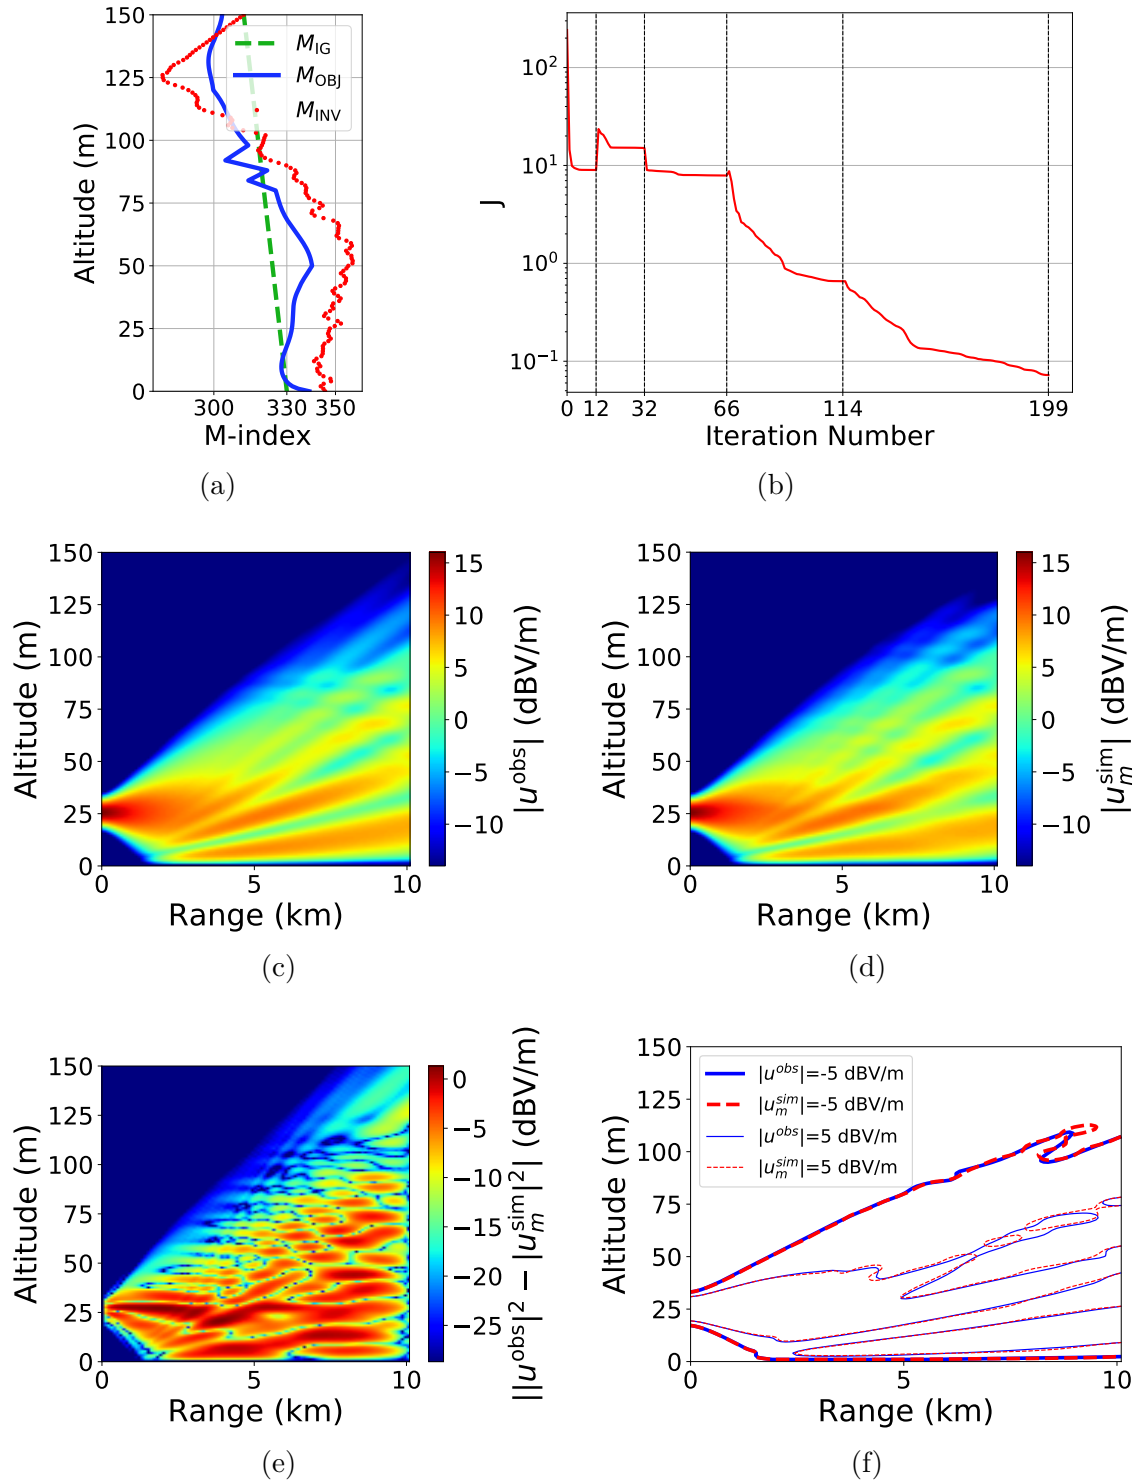 150
125
100
75
50
25
0
Altitude (m)
M_IG
M_OBJ
M_INV
300 330 350
M-index
(a)
10^2
10^1
10^0
10^−1
J
0 12 32 66 114 199
Iteration Number
(b)
150
125
100
75
50
25
0
Altitude (m)
0 5 10
Range (km)
15
10
5
0
−5
−10
|u^obs| (dBV/m)
(c)
150
125
100
75
50
25
0
Altitude (m)
0 5 10
Range (km)
15
10
5
0
−5
−10
|u_m^sim| (dBV/m)
(d)
150
125
100
75
50
25
0
Altitude (m)
0 5 10
Range (km)
0
−5
−10
−15
−20
−25
||u^obs|^2 − |u_m^sim|^2| (dBV/m)
(e)
150
125
100
75
50
25
0
Altitude (m)
|u^obs|=-5 dBV/m
|u_m^sim|=-5 dBV/m
|u^obs|=5 dBV/m
|u_m^sim|=5 dBV/m
0 5 10
Range (km)
(f)